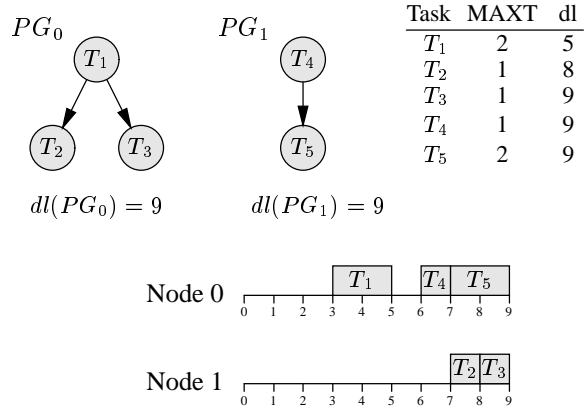 PG0
T1
T2
T3
dl(PG0) = 9
PG1
T4
T5
dl(PG1) = 9
Task MAXT dl
T1 2 5
T2 1 8
T3 1 9
T4 1 9
T5 2 9
Node 0
T1 T4 T5
0 1 2 3 4 5 6 7 8 9
Node 1
T2 T3
0 1 2 3 4 5 6 7 8 9